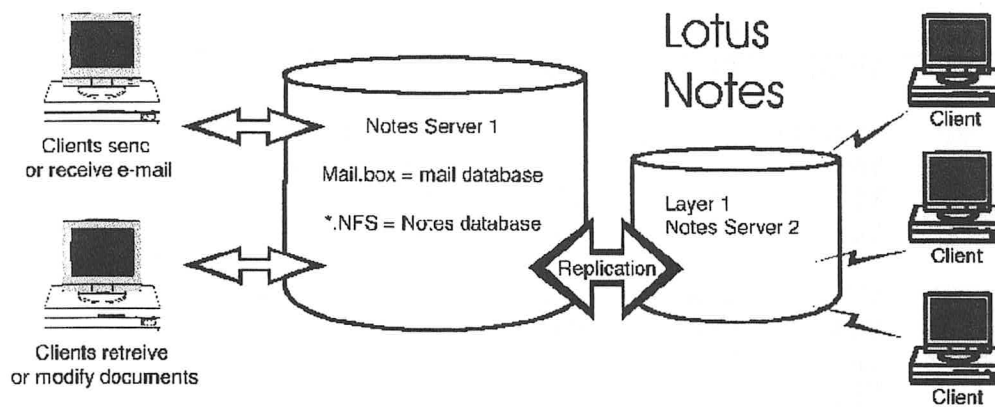 Lotus
Notes
Clients senc
or receive e-mail
Clients retreive
or modify documents
Notes Server 1
Mail.box = mail database
*.NFS = Notes database
Replication
Layer 1
Notes Server 2
Client
Client
Client